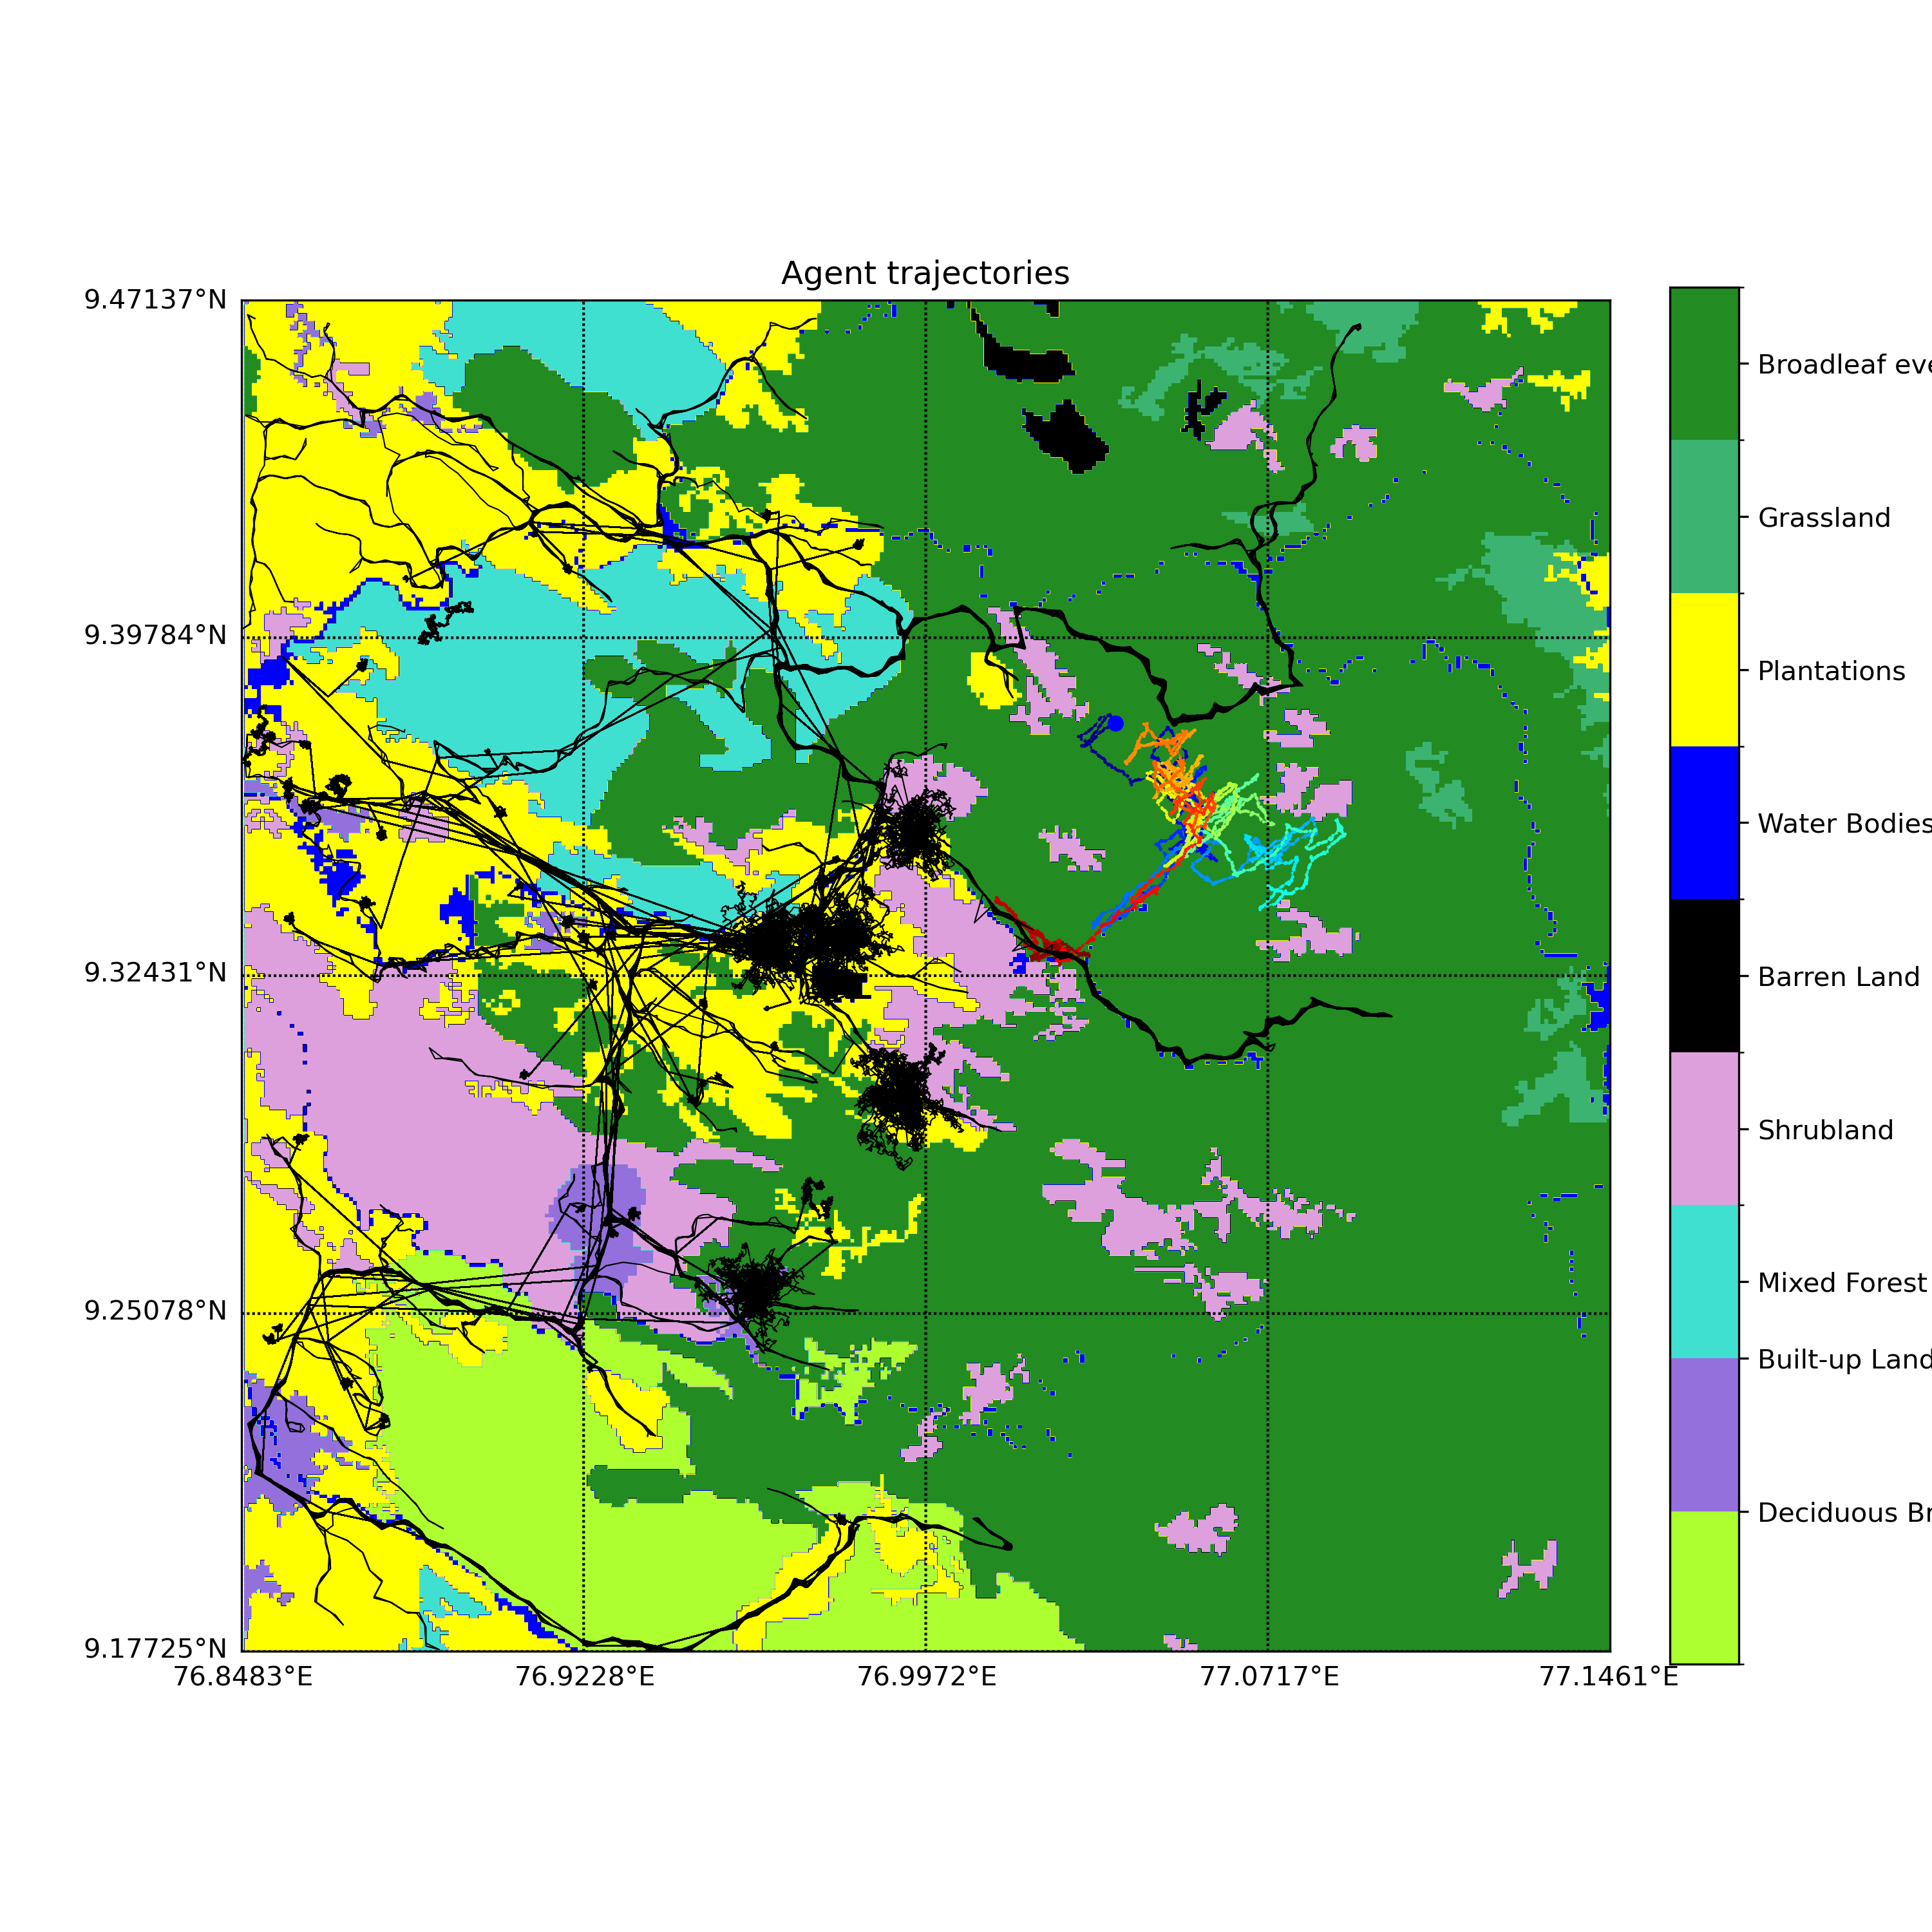 Agent trajectories
9.47137°N
9.39784°N
9.32431°N
9.25078°N
9.17725°N
76.8483°E
76.9228°E
76.9972°E
77.0717°E
77.1461°E
Broadleaf eve
Grassland
Plantations
Water Bodies
Barren Land
Shrubland
Mixed Forest
Built-up Land
Deciduous Br